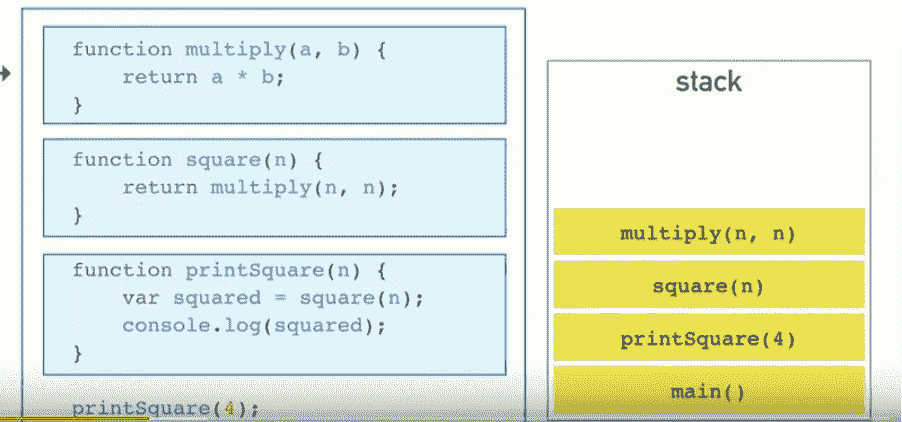 function multiply(a, b) {
    return a * b;
}
function square(n) {
    return multiply(n, n);
}
function printSquare(n) {
    var squared = square(n);
    console.log(squared);
}
printSquare(4);
stack
multiply(n, n)
square(n)
printSquare(4)
main()